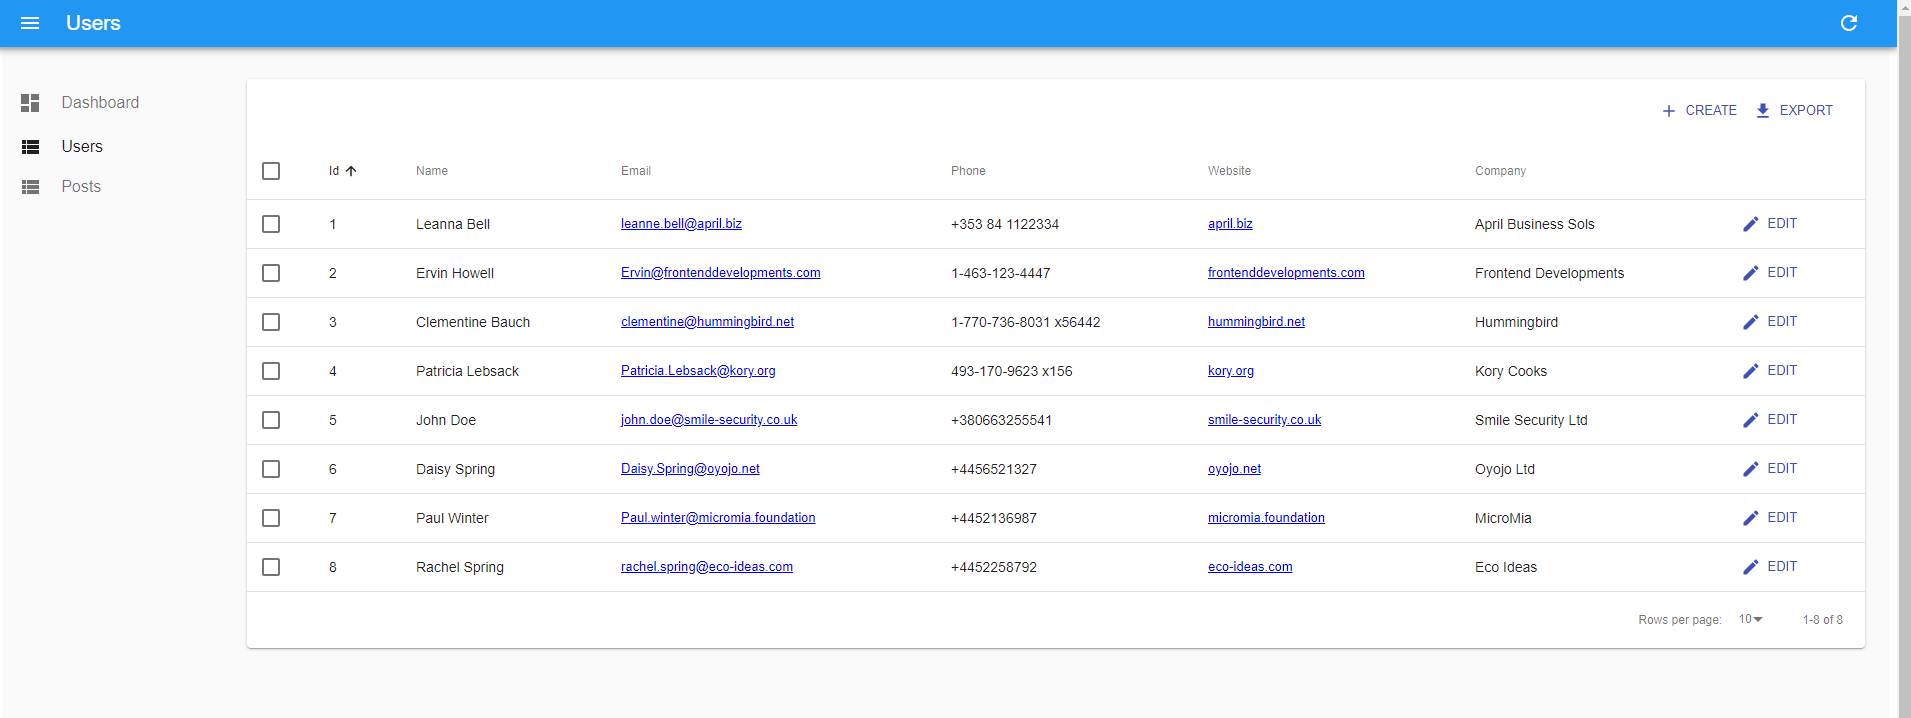 Users
Dashboard
Users
Posts
CREATE EXPORT
Id Name Email Phone Website Company
1 Leanna Bell leanne.bell@april.biz +353 84 1122334 april.biz April Business Sols EDIT
2 Ervin Howell Ervin@frontenddevelopments.com 1-463-123-4447 frontenddevelopments.com Frontend Developments EDIT
3 Clementine Bauch clementine@hummingbird.net 1-770-736-8031 x56442 hummingbird.net Hummingbird EDIT
4 Patricia Lebsack Patricia.Lebsack@kory.org 493-170-9623 x156 kory.org Kory Cooks EDIT
5 John Doe john.doe@smile-security.co.uk +380663255541 smile-security.co.uk Smile Security Ltd EDIT
6 Daisy Spring Daisy.Spring@oyojo.net +4456521327 oyojo.net Oyojo Ltd EDIT
7 Paul Winter Paul.winter@micromia.foundation +4452136987 micromia.foundation MicroMia EDIT
8 Rachel Spring rachel.spring@eco-ideas.com +4452258792 eco-ideas.com Eco Ideas EDIT
Rows per page: 10 1-8 of 8